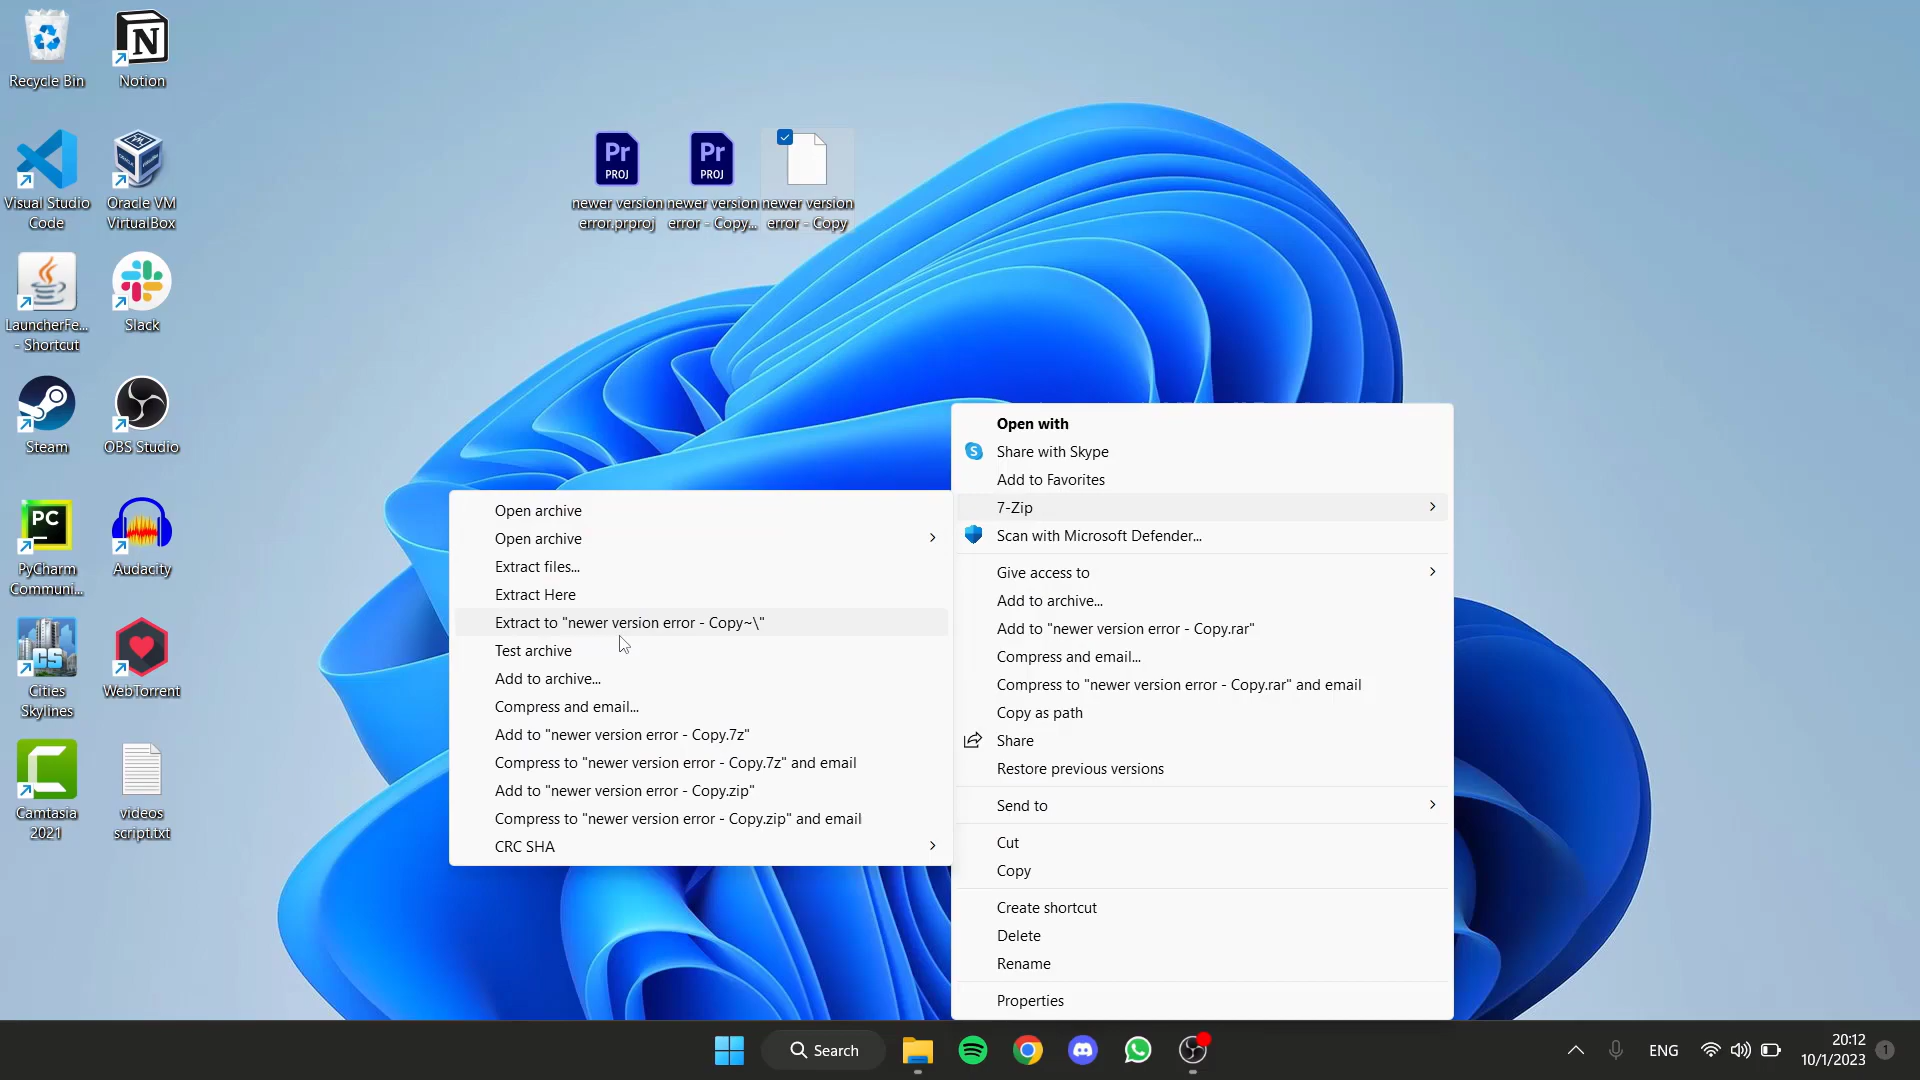 Recycle Bin
Notion
Visual Studio
Code
Oracle VM
VirtualBox
LauncherFe...
- Shortcut
Slack
Steam
OBS Studio
PC
PyCharm
Communi...
Audacity
CS
Cities
Skylines
WebTorrent
Camtasia
2021
videos
script.txt
Pr
PROJ
newer version
error.prproj
Pr
PROJ
newer version
error - Copy...
newer version
error - Copy
Open archive
Open archive
Extract files...
Extract Here
Extract to "newer version error - Copy~\"
Test archive
Add to archive...
Compress and email...
Add to "newer version error - Copy.7z"
Compress to "newer version error - Copy.7z" and email
Add to "newer version error - Copy.zip"
Compress to "newer version error - Copy.zip" and email
CRC SHA
Open with
Share with Skype
Add to Favorites
7-Zip
Scan with Microsoft Defender...
Give access to
Add to archive...
Add to "newer version error - Copy.rar"
Compress and email...
Compress to "newer version error - Copy.rar" and email
Copy as path
Share
Restore previous versions
Send to
Cut
Copy
Create shortcut
Delete
Rename
Properties
Search
ENG
20:12
10/1/2023
1